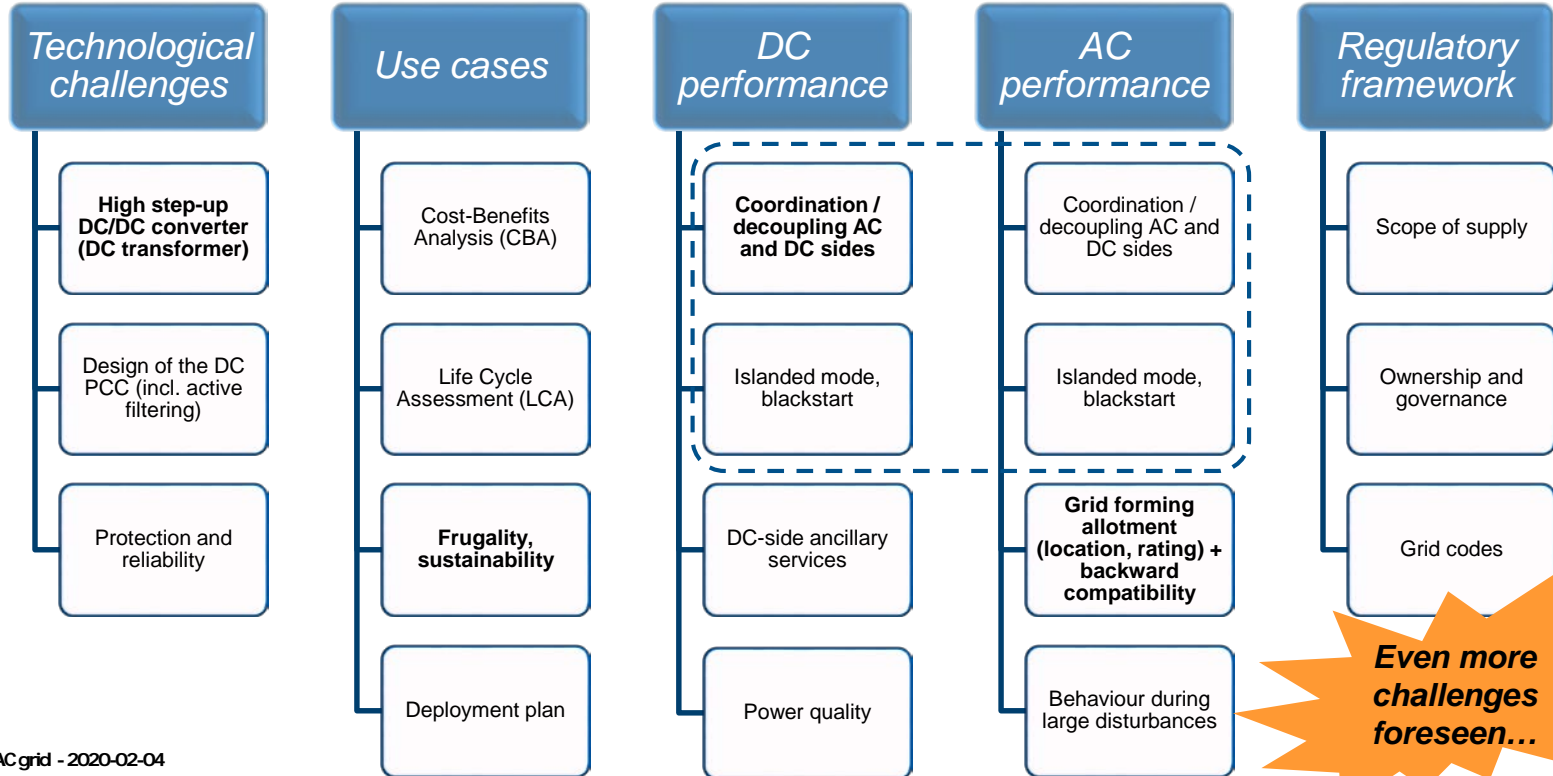 Technological
challenges
High step-up
DC/DC converter
(DC transformer)
Design of the DC
PCC (incl. active
filtering)
Protection and
reliability
Use cases
Cost-Benefits
Analysis (CBA)
Life Cycle
Assessment (LCA)
Frugality,
sustainability
Deployment plan
DC
performance
Coordination /
decoupling AC
and DC sides
Islanded mode,
blackstart
DC-side ancillary
services
Power quality
AC
performance
Coordination /
decoupling AC and
DC sides
Islanded mode,
blackstart
Grid forming
allotment
(location, rating) +
backward
compatibility
Behaviour during
large disturbances
Regulatory
framework
Scope of supply
Ownership and
governance
Grid codes
Even more
challenges
foreseen…
AC grid - 2020-02-04